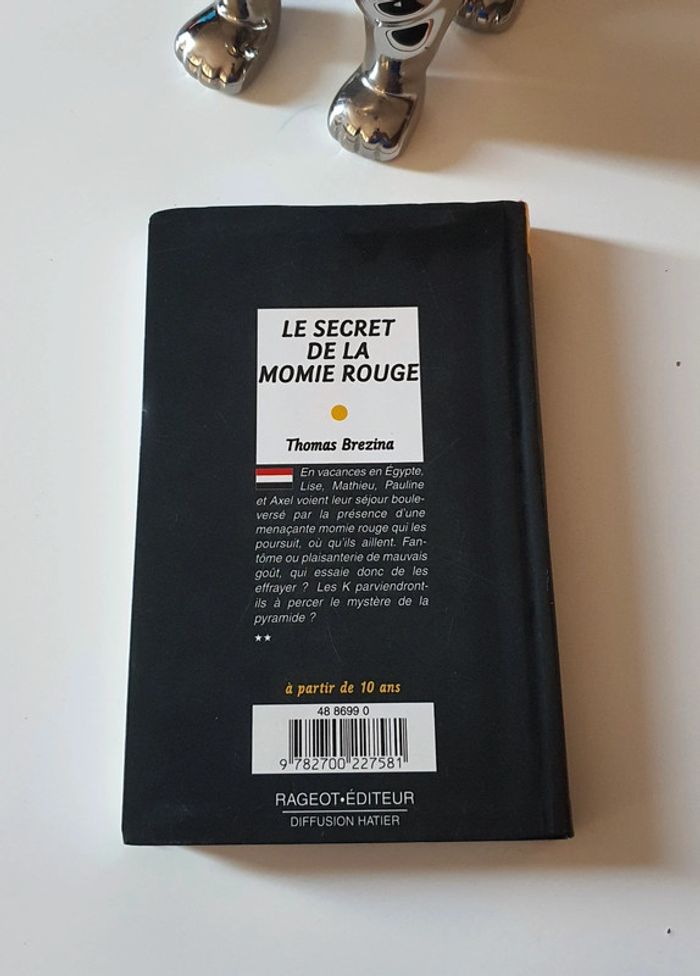 LE SECRET
DE LA
MOMIE ROUGE
Thomas Brezina
En vacances en Égypte,
Lise, Mathieu, Pauline
et Axel voient leur séjour boule-
versé par la présence d'une
menaçante momie rouge qui les
poursuit, où qu'ils aillent. Fan-
tôme ou plaisanterie de mauvais
goût, qui essaie donc de les
effrayer ? Les K parviendront-
ils à percer le mystère de la
pyramide ?
★★
à partir de 10 ans
48 8699 0
9 782700 227581
RAGEOT•ÉDITEUR
DIFFUSION HATIER